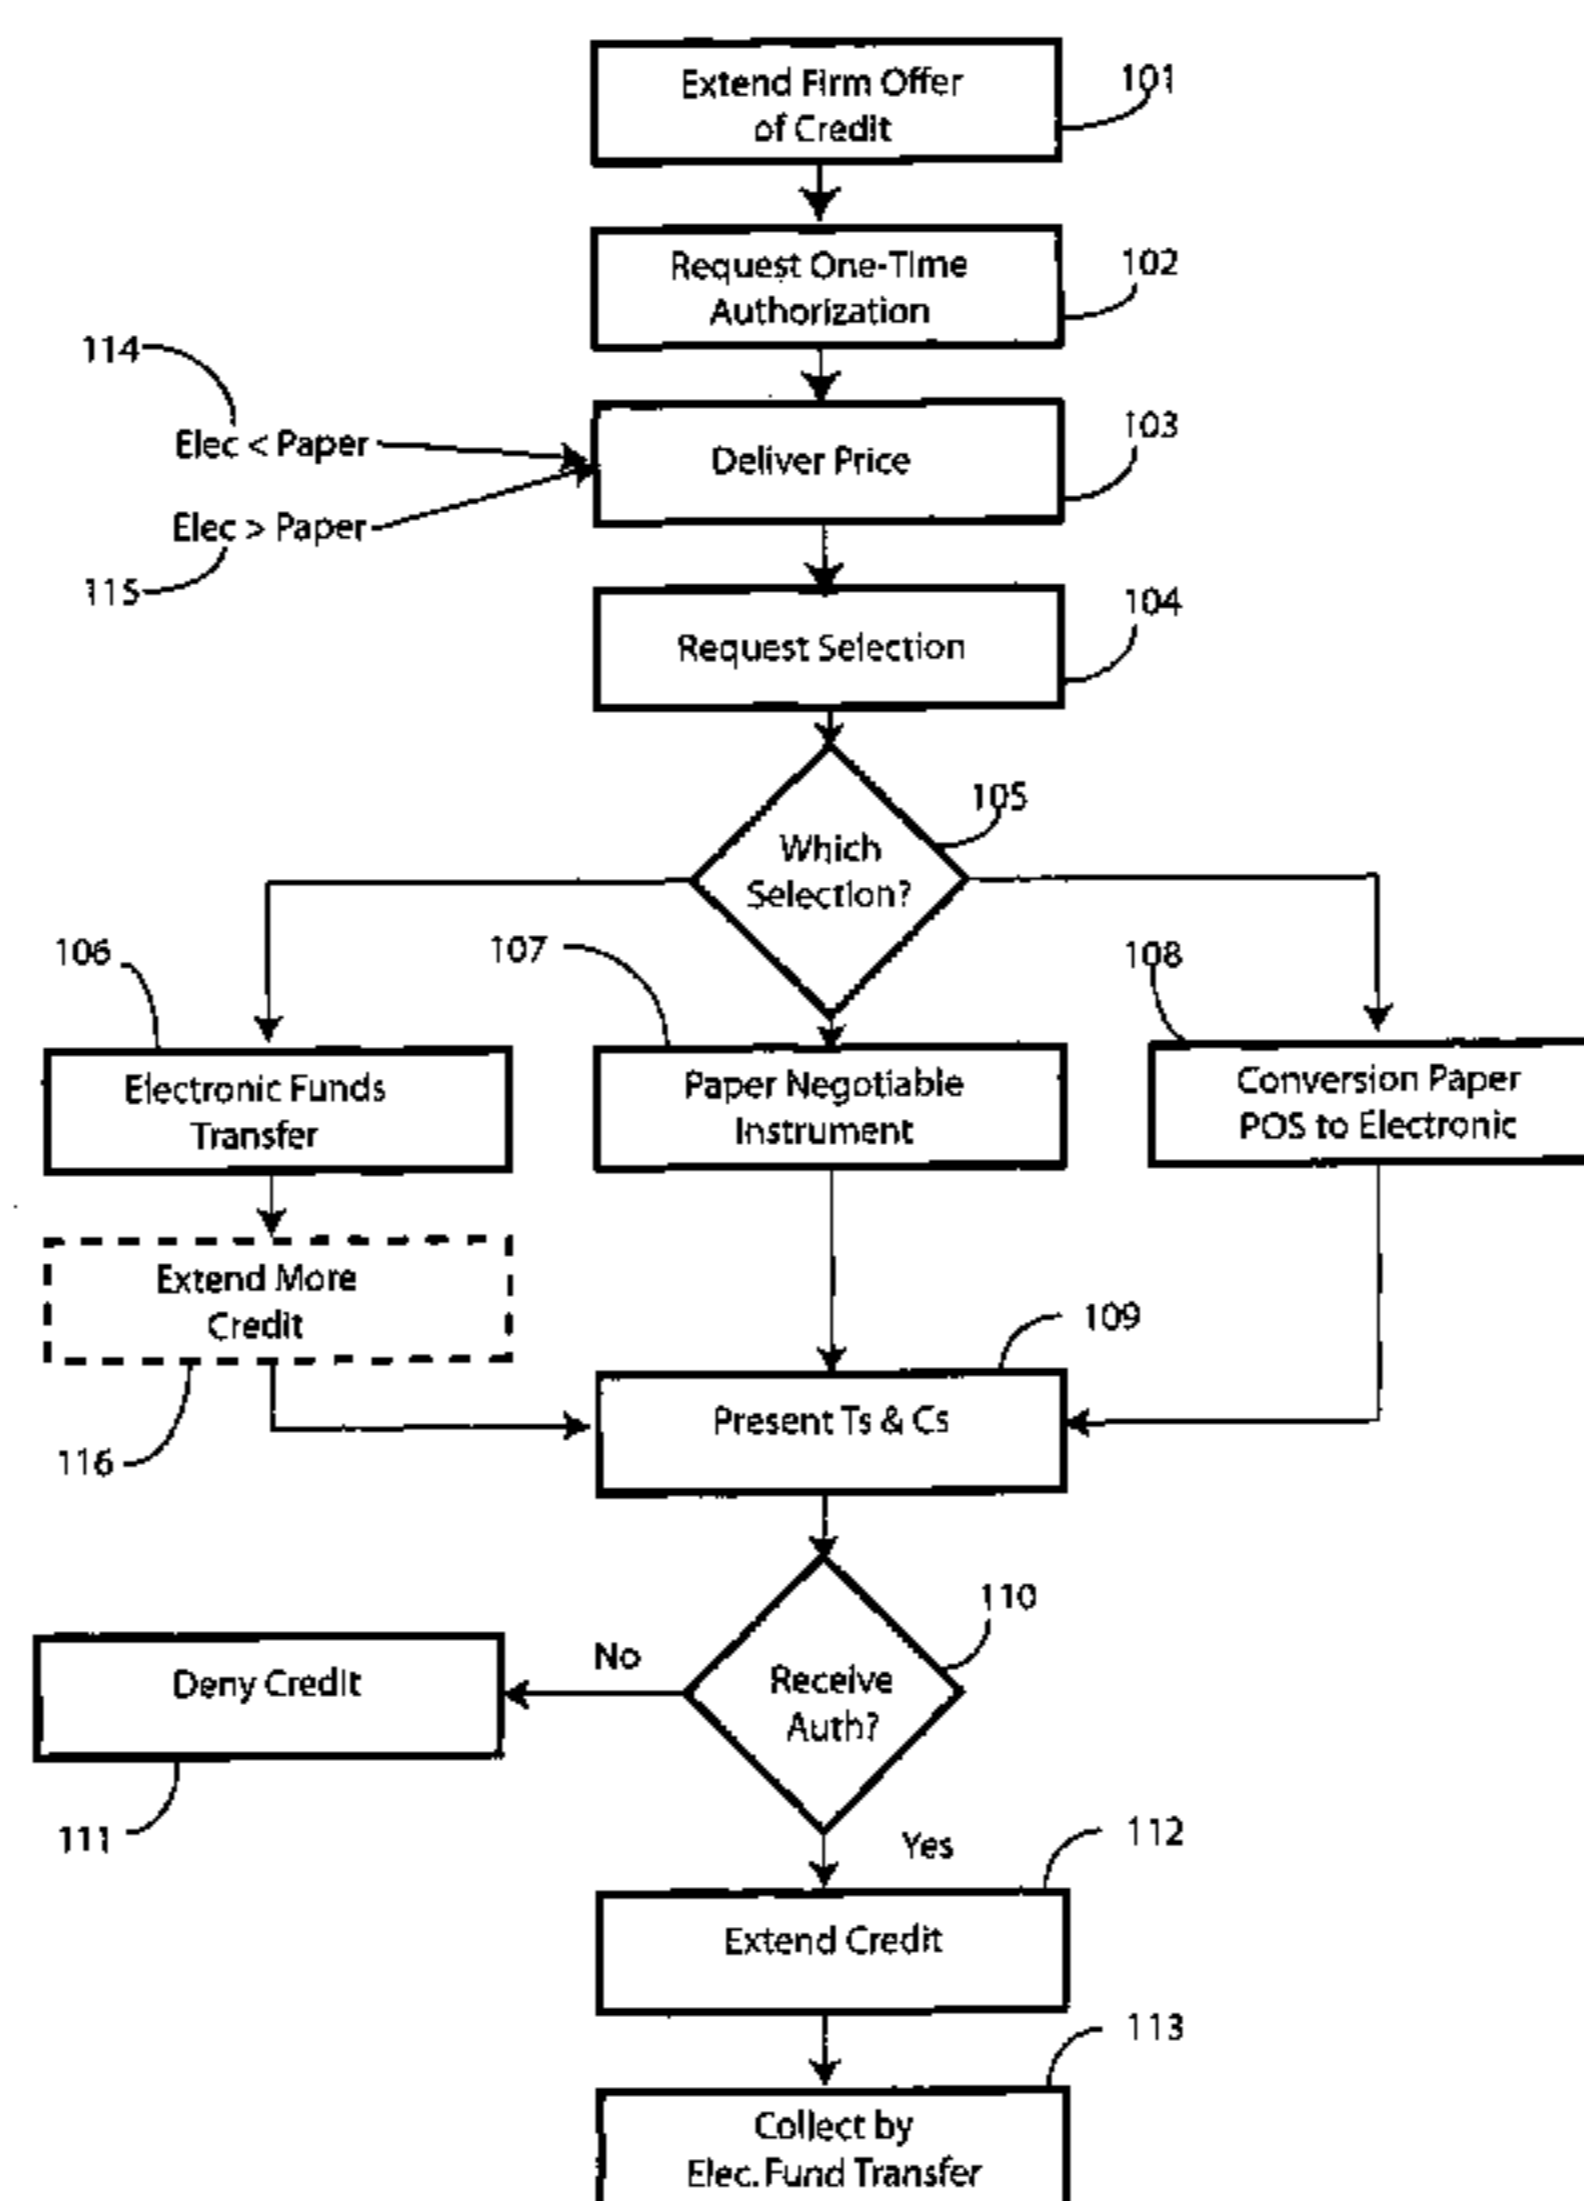 Extend Firm Offer
of Credit
101
Request One-Time
Authorization
102
114
Elec < Paper
Deliver Price
103
Elec > Paper
115
Request Selection
104
Which
Selection?
105
106
107
108
Electronic Funds
Transfer
Paper Negotiable
Instrument
Conversion Paper
POS to Electronic
Extend More
Credit
109
Present Ts & Cs
116
110
No
Deny Credit
Receive
Auth?
111
Yes
112
Extend Credit
113
Collect by
Elec. Fund Transfer